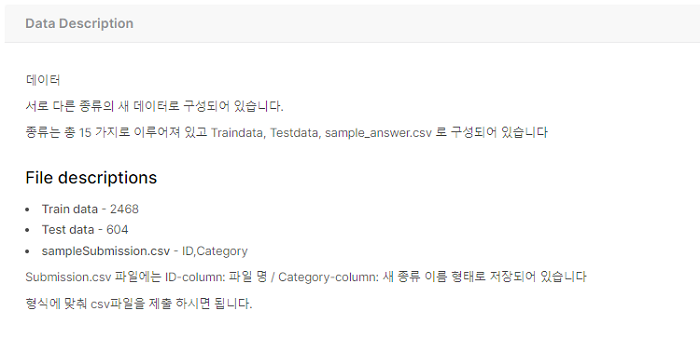 Data Description
데이터
서로 다른 종류의 새 데이터로 구성되어 있습니다.
종류는 총 15 가지로 이루어져 있고 Traindata, Testdata, sample_answer.csv 로 구성되어 있습니다
File descriptions
• Train data - 2468
• Test data - 604
• sampleSubmission.csv - ID,Category
Submission.csv 파일에는 ID-column: 파일 명 / Category-column: 새 종류 이름 형태로 저장되어 있습니다
형식에 맞춰 csv파일을 제출 하시면 됩니다.